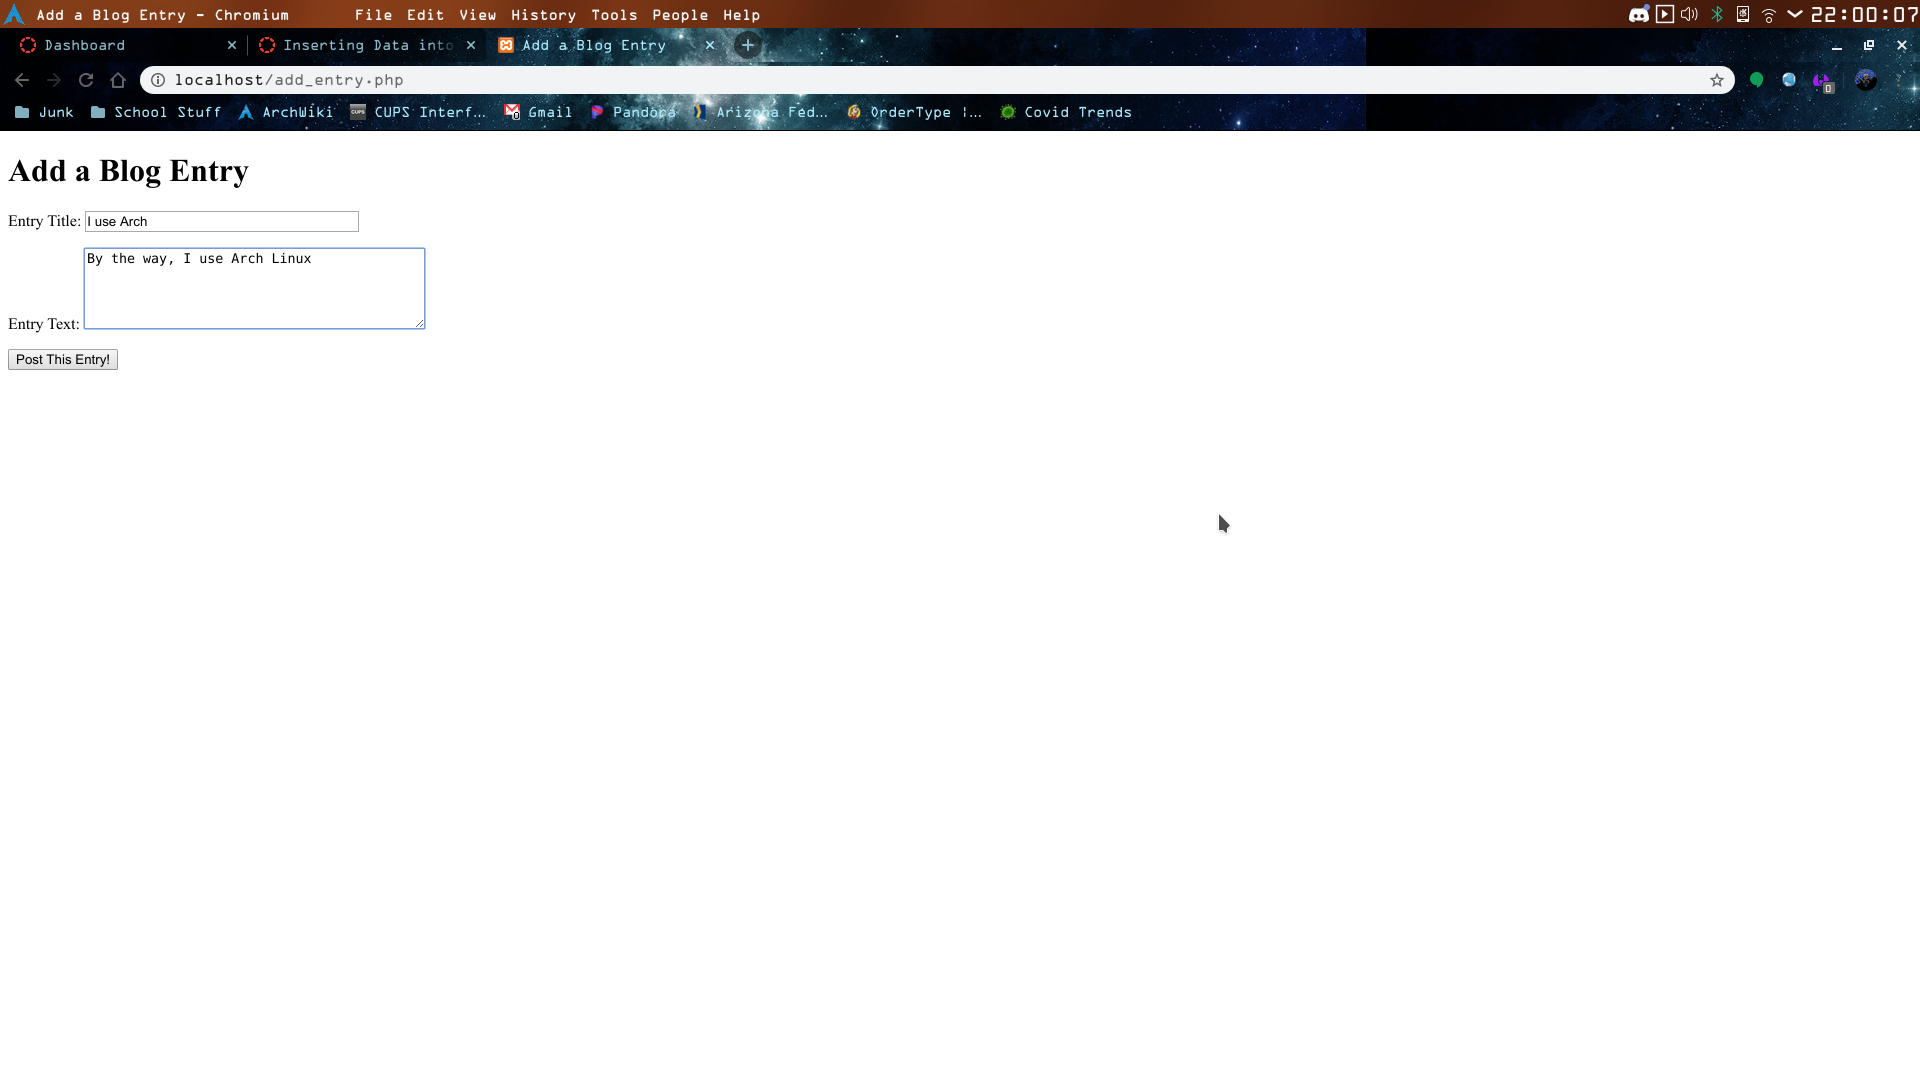 Add a Blog Entry - Chromium File Edit View History Tools People Help 22:00:07
Dashboard Inserting Data into Add a Blog Entry
localhost/add_entry.php
Junk School Stuff ArchWiki CUPS Interf... Gmail Pandora Arizona Fed... OrderType |... Covid Trends
Add a Blog Entry
Entry Title: I use Arch
By the way, I use Arch Linux
Entry Text:
Post This Entry!